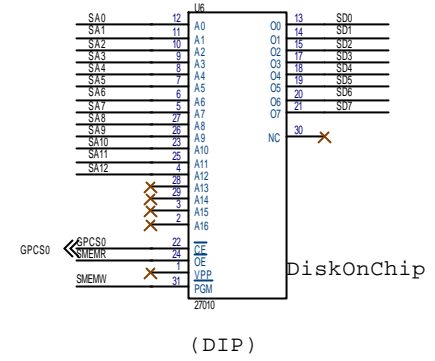 U6
SA0 12 A0 O0 13 SD0
SA1 11 A1 O1 14 SD1
SA2 10 A2 O2 15 SD2
SA3 9 A3 O3 17 SD3
SA4 8 A4 O4 18 SD4
SA5 7 A5 O5 19 SD5
SA6 6 A6 O6 20 SD6
SA7 5 A7 O7 21 SD7
SA8 27 A8
SA9 26 A9 NC 30
SA10 23 A10
SA11 25 A11
SA12 4 A12
28 A13
29 A14
3 A15
2 A16
GPCS0 GPCS0 22 CE
SMEMR 24 OE
1 VPP DiskOnChip
SMEMW 31 PGM
27010
(DIP)